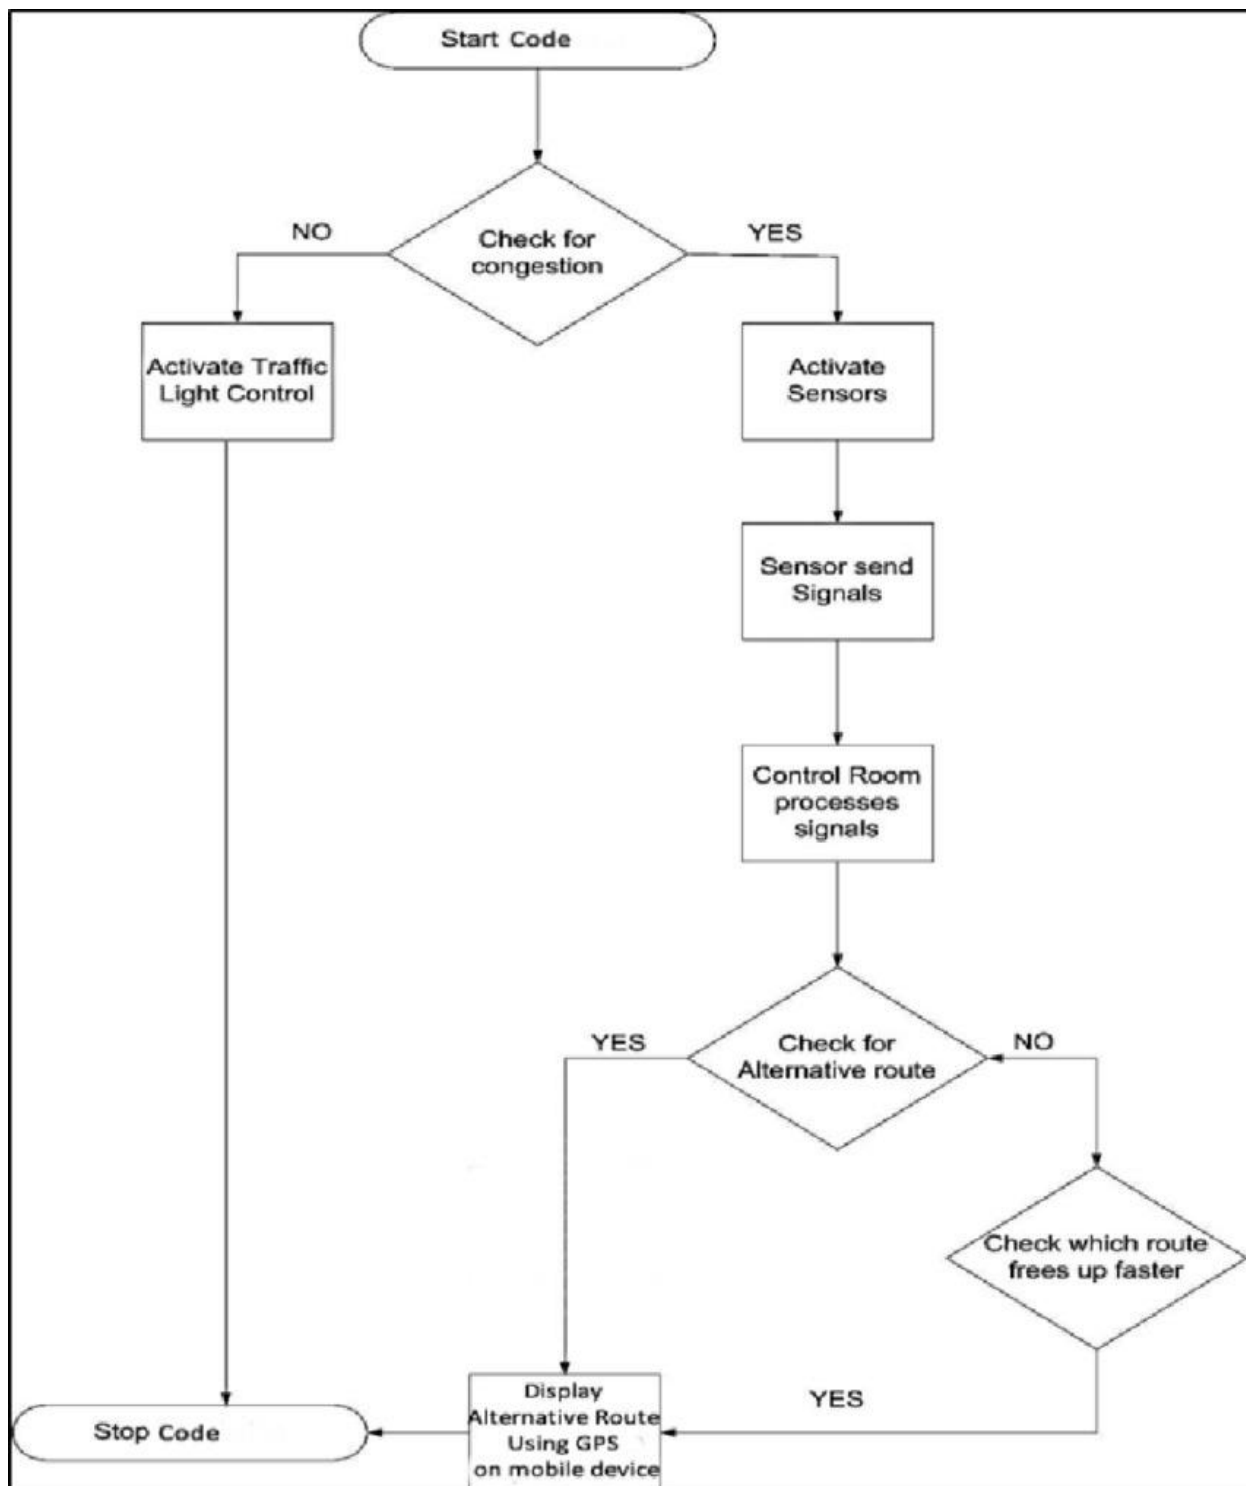 Start Code
NO
YES
Check for
congestion
Activate Traffic
Light Control
Activate
Sensors
Sensor send
Signals
Control Room
processes
signals
YES
NO
Check for
Alternative route
Check which route
frees up faster
YES
Display
Alternative Route
Using GPS
on mobile device
Stop Code